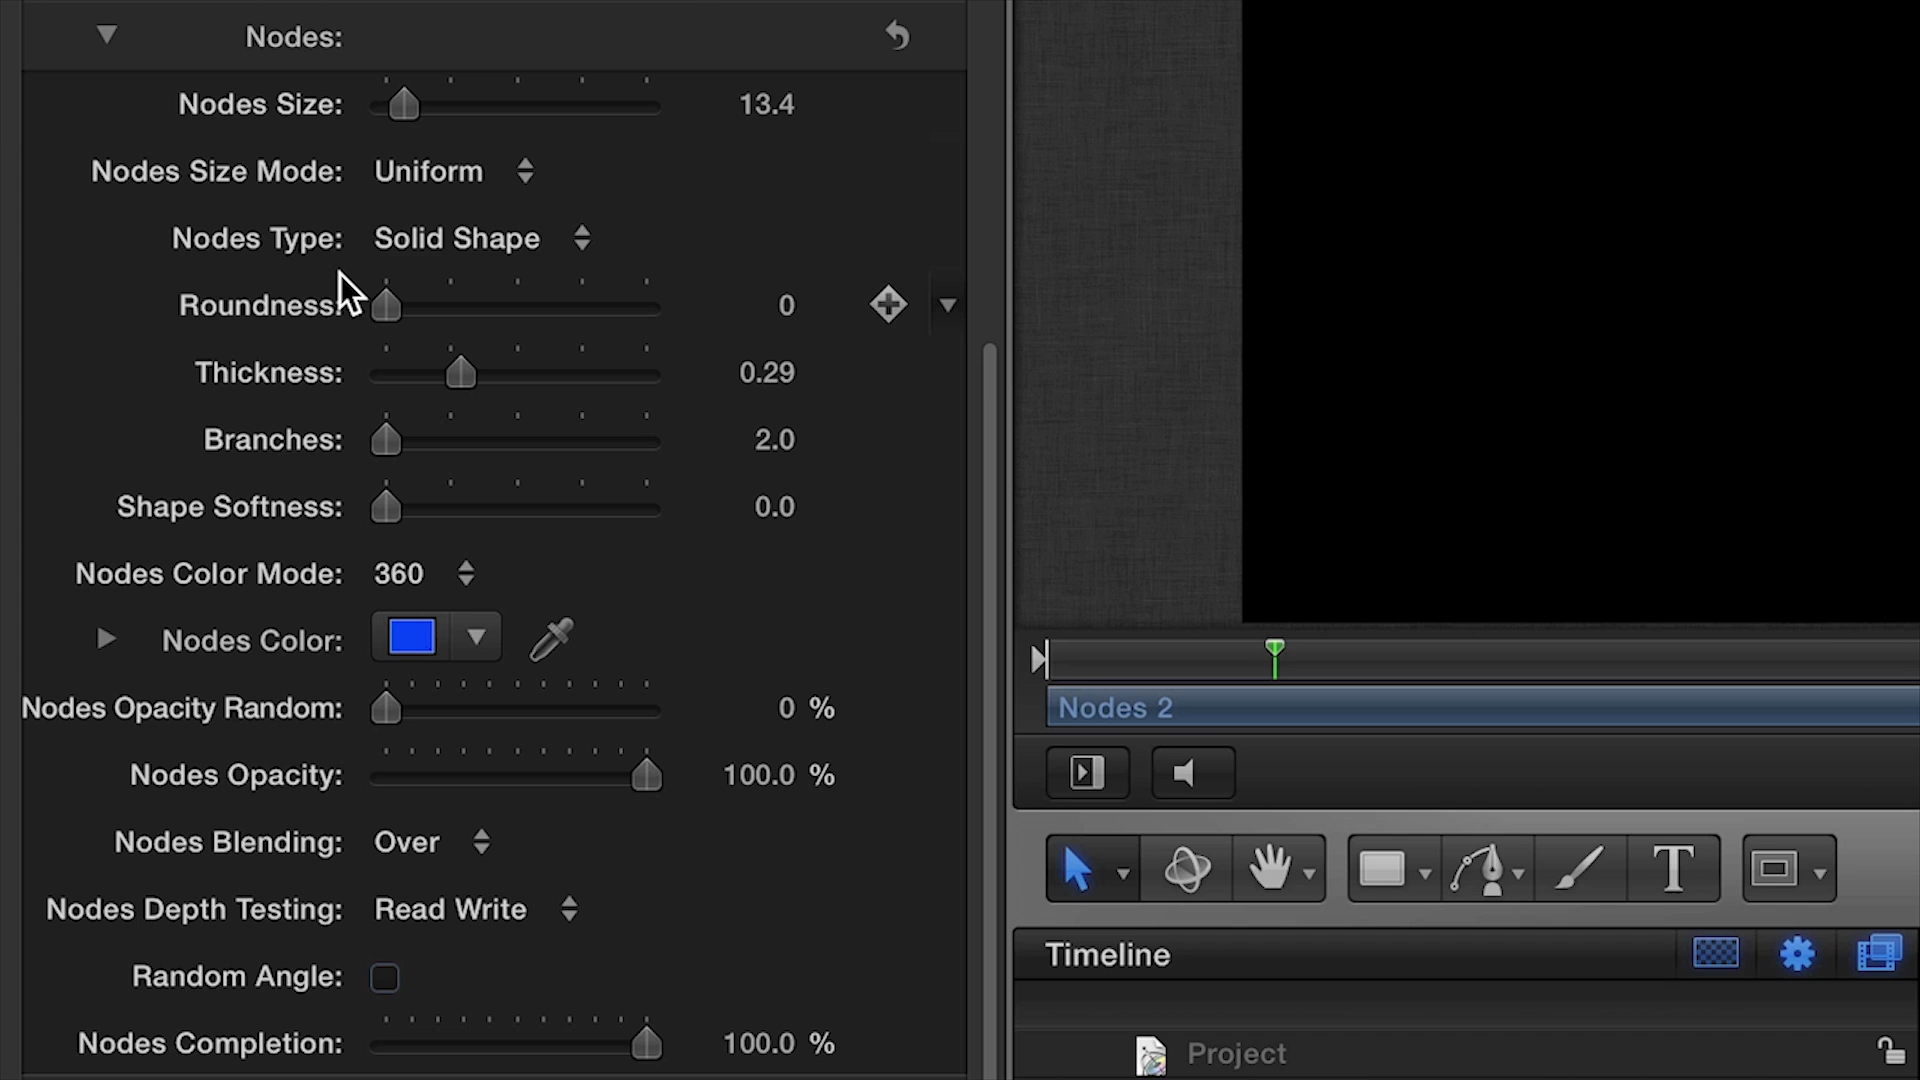 Nodes:
Nodes Size: 13.4
Nodes Size Mode: Uniform
Nodes Type: Solid Shape
Roundness: 0
Thickness: 0.29
Branches: 2.0
Shape Softness: 0.0
Nodes Color Mode: 360
Nodes Color:
Nodes Opacity Random: 0 %
Nodes Opacity: 100.0 %
Nodes Blending: Over
Nodes Depth Testing: Read Write
Random Angle:
Nodes Completion: 100.0 %
Nodes 2
T
Timeline
Project